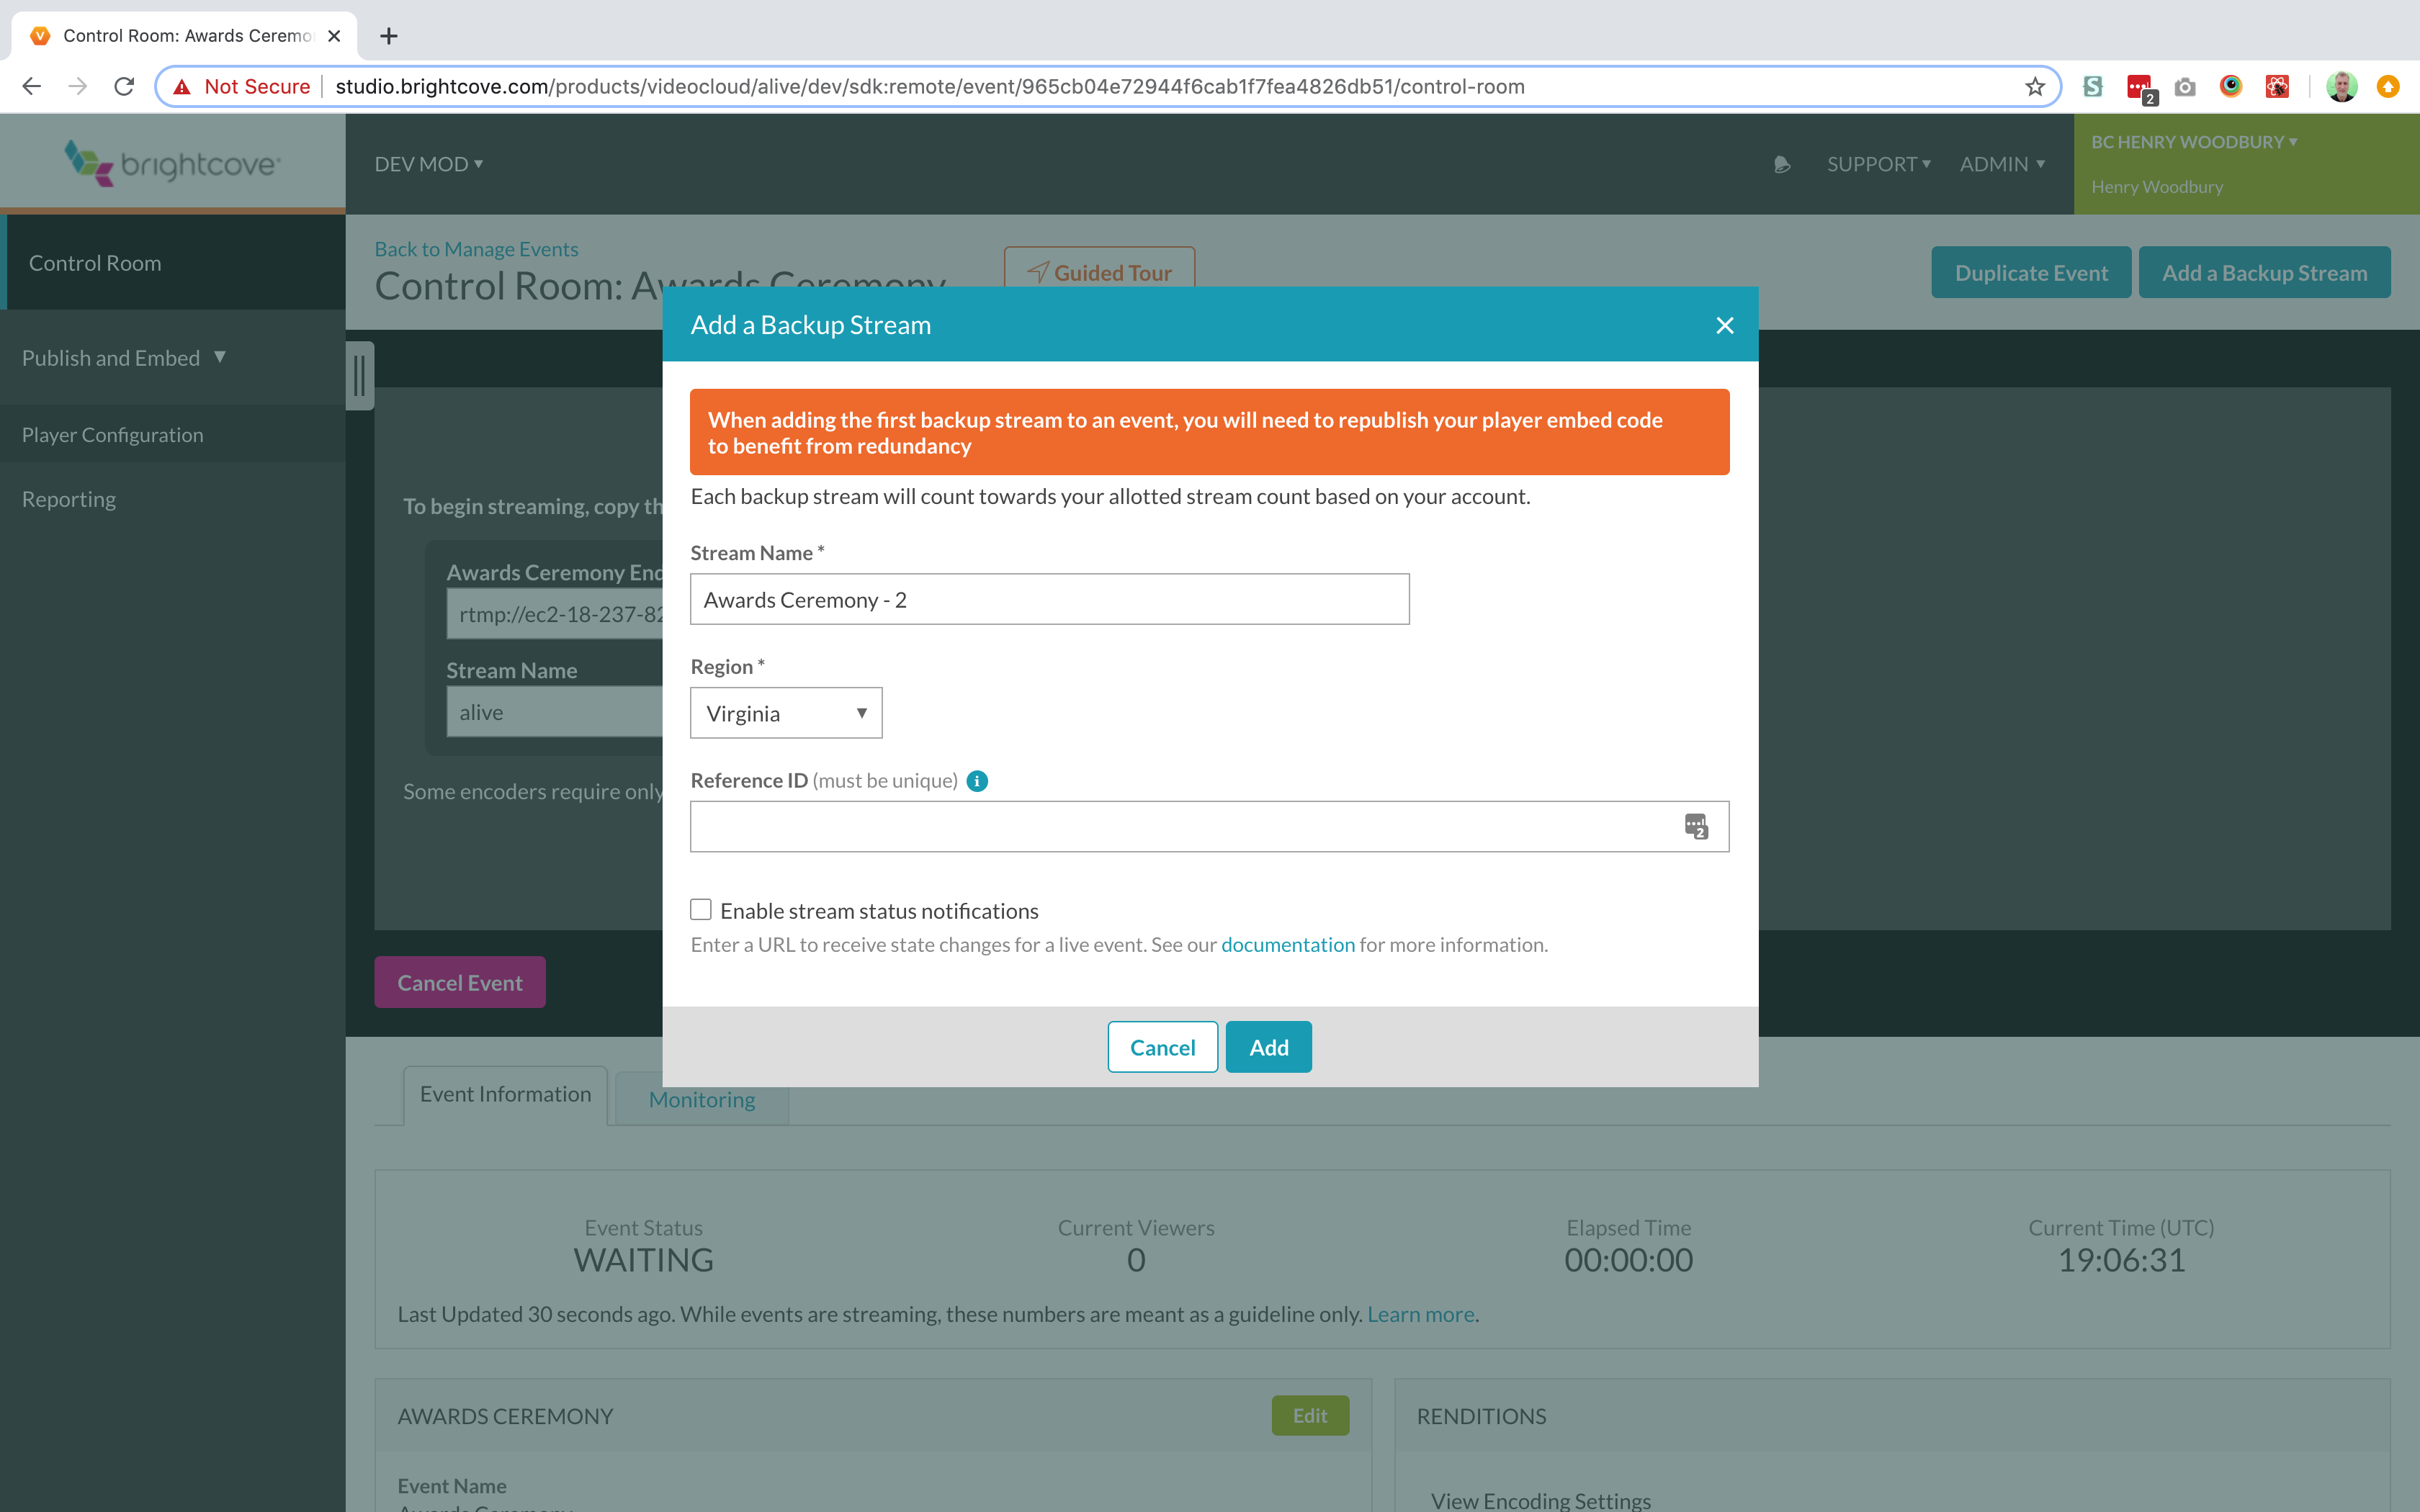 Control Room: Awards Ceremo
Not Secure
studio.brightcove.com/products/videocloud/alive/dev/sdk:remote/event/965cb04e72944f6cab1f7fea4826db51/control-room
S
2
brightcove
DEV MOD ▾
SUPPORT ▾
ADMIN ▾
BC HENRY WOODBURY ▾
Henry Woodbury
Control Room
Publish and Embed ▼
Player Configuration
Reporting
Back to Manage Events
Control Room: Awards Ceremony
Guided Tour
Duplicate Event
Add a Backup Stream
Add a Backup Stream
When adding the first backup stream to an event, you will need to republish your player embed code
to benefit from redundancy
Each backup stream will count towards your allotted stream count based on your account.
Stream Name *
Awards Ceremony - 2
Region *
Virginia
Reference ID (must be unique) i
2
Enable stream status notifications
Enter a URL to receive state changes for a live event. See our documentation for more information.
Cancel
Add
To begin streaming, copy th
Awards Ceremony End
rtmp://ec2-18-237-82
Stream Name
alive
Some encoders require only
Cancel Event
Event Information
Monitoring
Event Status
WAITING
Current Viewers
0
Elapsed Time
00:00:00
Current Time (UTC)
19:06:31
Last Updated 30 seconds ago. While events are streaming, these numbers are meant as a guideline only. Learn more.
AWARDS CEREMONY
Edit
RENDITIONS
Event Name
Awards Ceremony
View Encoding Settings